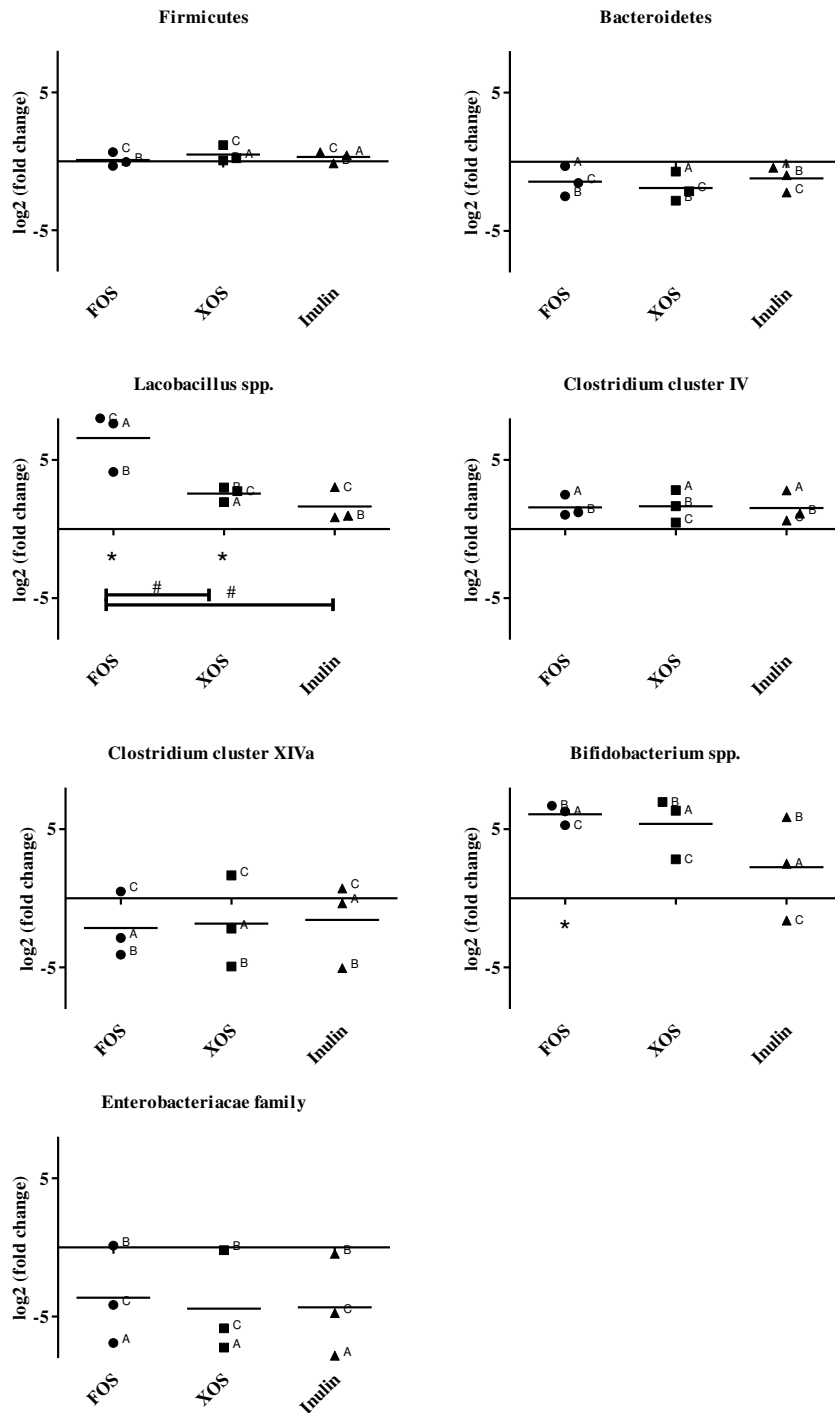 Firmicutes
log2 (fold change)
5
-5
C
B
C
A
C
A
FOS
XOS
Inulin
Bacteroidetes
log2 (fold change)
5
-5
A
C
B
A
C
B
A
B
C
FOS
XOS
Inulin
Lacobacillus spp.
log2 (fold change)
5
-5
C
A
B
B
C
A
C
B
*
*
#
#
FOS
XOS
Inulin
Clostridium cluster IV
log2 (fold change)
5
-5
A
B
A
B
C
A
B
C
FOS
XOS
Inulin
Clostridium cluster XIVa
log2 (fold change)
5
-5
C
A
B
C
A
B
C
A
B
FOS
XOS
Inulin
Bifidobacterium spp.
log2 (fold change)
5
-5
B
A
C
B
A
C
B
A
C
*
FOS
XOS
Inulin
Enterobacteriacae family
log2 (fold change)
5
-5
B
C
A
B
C
A
B
C
A
FOS
XOS
Inulin